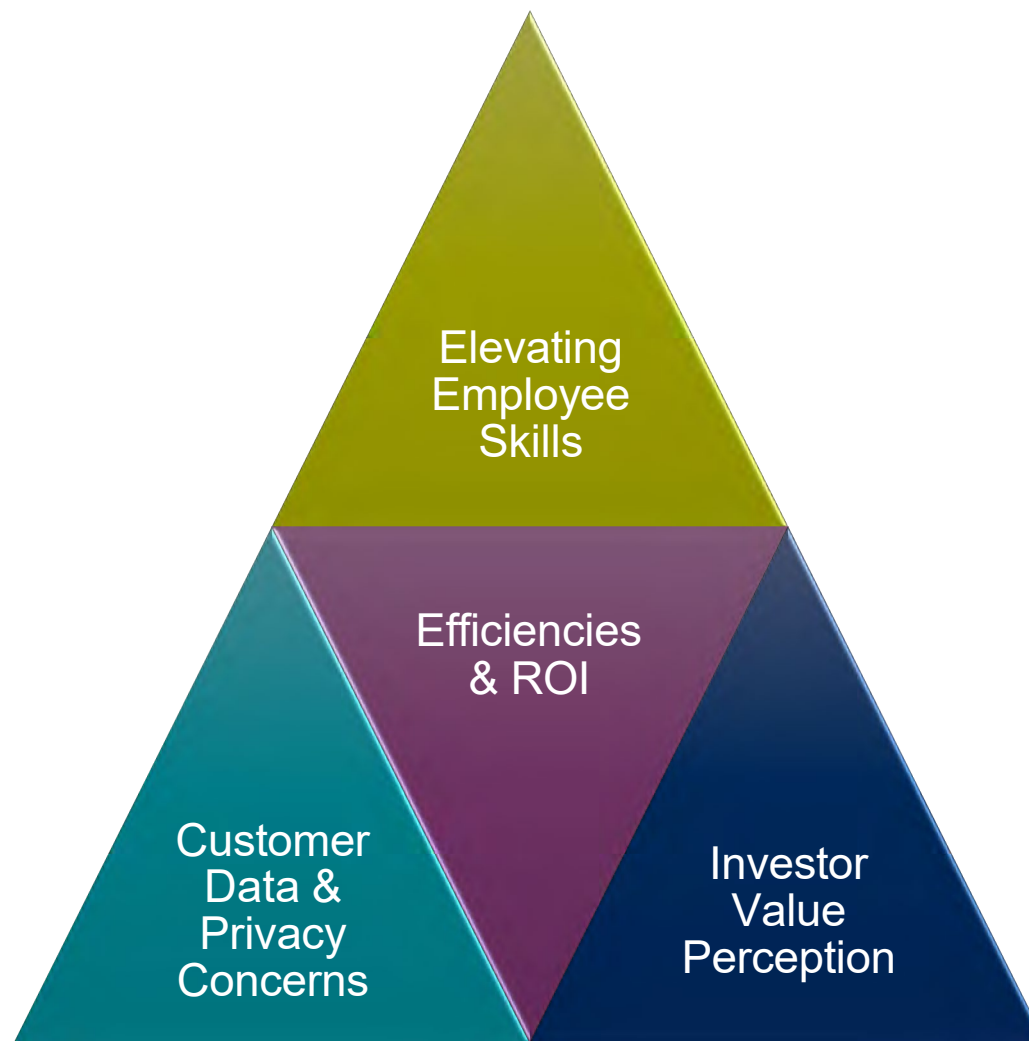 Elevating
Employee
Skills
Efficiencies
& ROI
Customer
Data &
Privacy
Concerns
Investor
Value
Perception